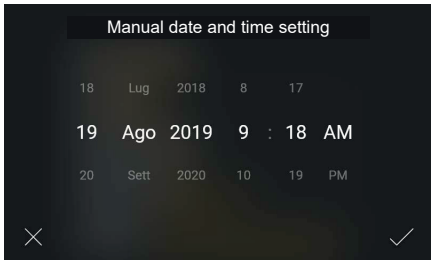 Manual date and time setting
18 Lug 2018 8 17
19 Ago 2019 9 : 18 AM
20 Sett 2020 10 19 PM